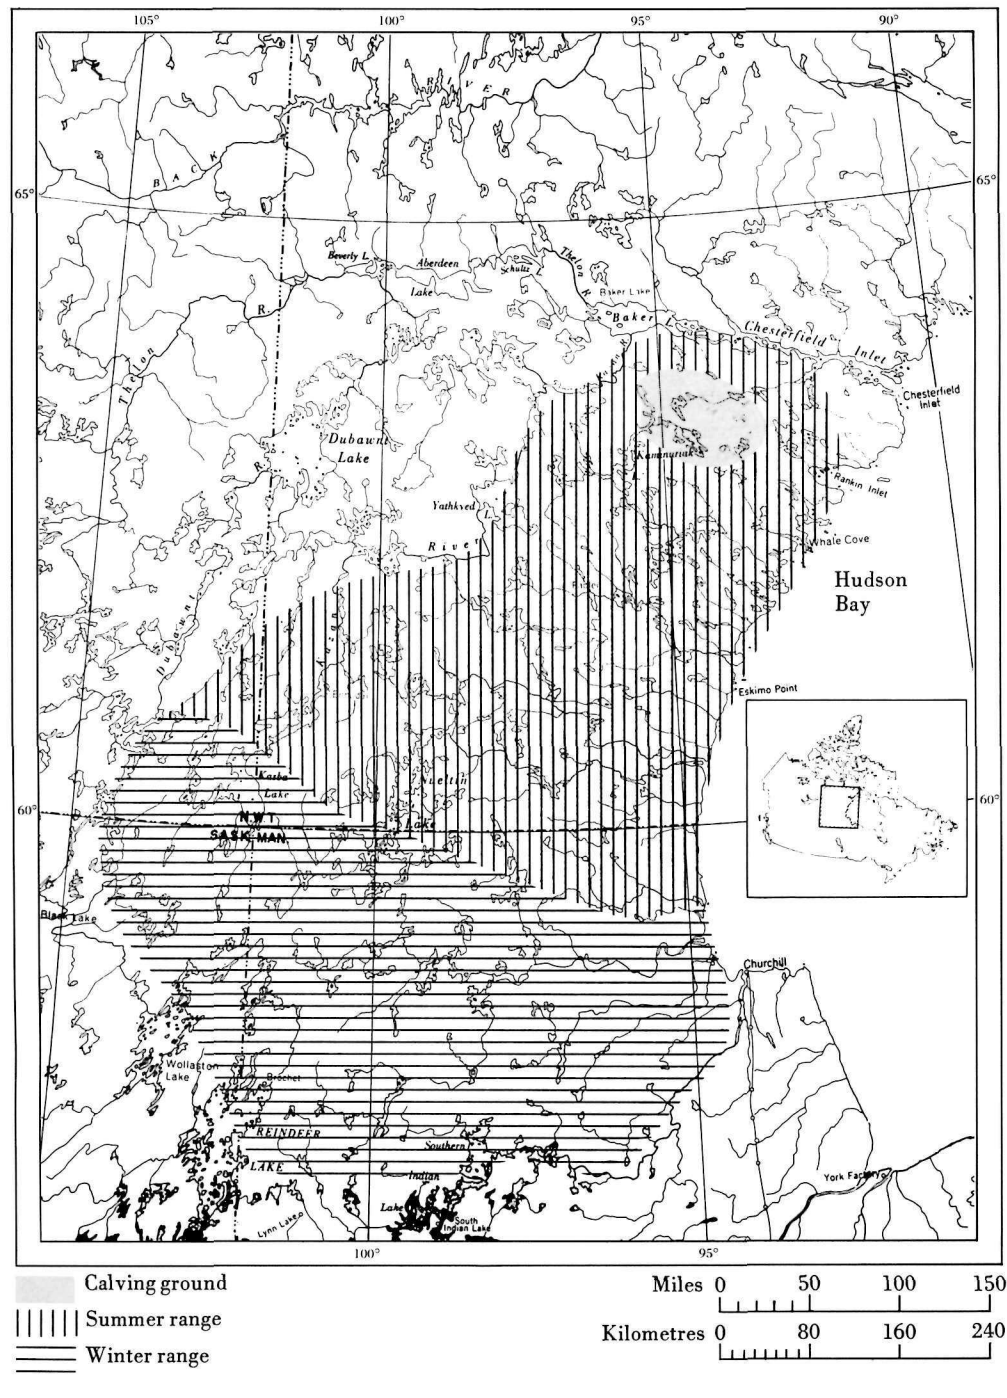 105°
100°
95°
90°
BACK
RIVER
65°
65°
Beverly L.
Aberdeen
Lake
Schultz L.
Thelon R.
Baker Lake
Baker L.
Chesterfield
Inlet
Chesterfield
Inlet
Thelon
R.
Dubawnt
Lake
R.
Kaminuriak
Rankin Inlet
Yathkyed
L.
River
Whale Cove
Hudson
Bay
Dubawnt
Kazan
Eskimo Point
Kasba
Lake
Nueltin
Lake
60°
60°
N.W.T.
SASK.
MAN.
Black Lake
Churchill
Wollaston
Lake
Brochet
REINDEER
LAKE
Southern
Indian
Lake
South
Indian Lake
Lynn Lake
York Factory
100°
95°
Calving ground
Summer range
Winter range
Miles 0 50 100 150
Kilometres 0 80 160 240